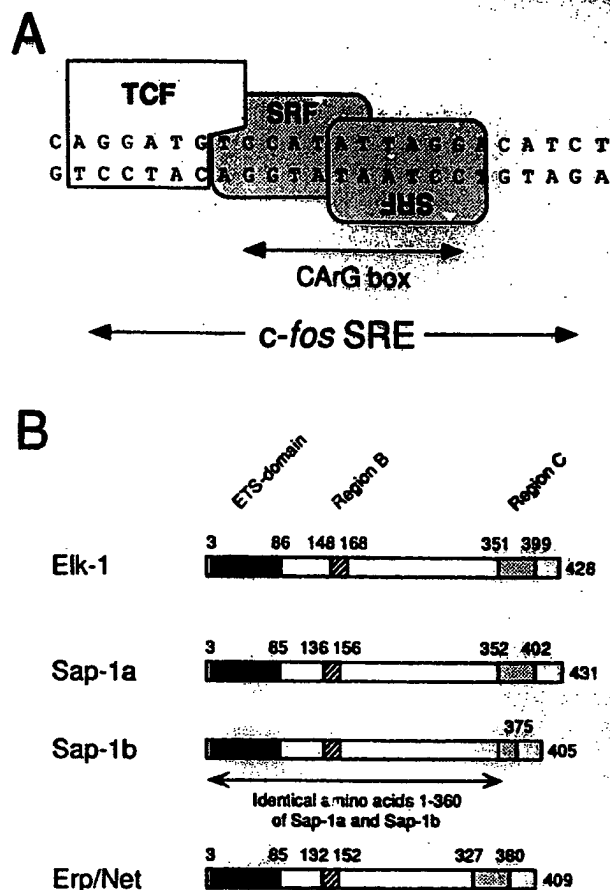 A
TCF
SRF
C A G G A T G T G C A T A T T A G G A C A T C T
G T C C T A C A G G T A T A A T C C T G T A G A
SRF
CArG box
c-fos SRE
B
ETS-domain
Region B
Region C
3 86 148 168 351 399
Elk-1 428
3 85 136 156 352 402
Sap-1a 431
375
Sap-1b 405
Identical amino acids 1-360
of Sap-1a and Sap-1b
3 85 132 152 327 380
Erp/Net 409